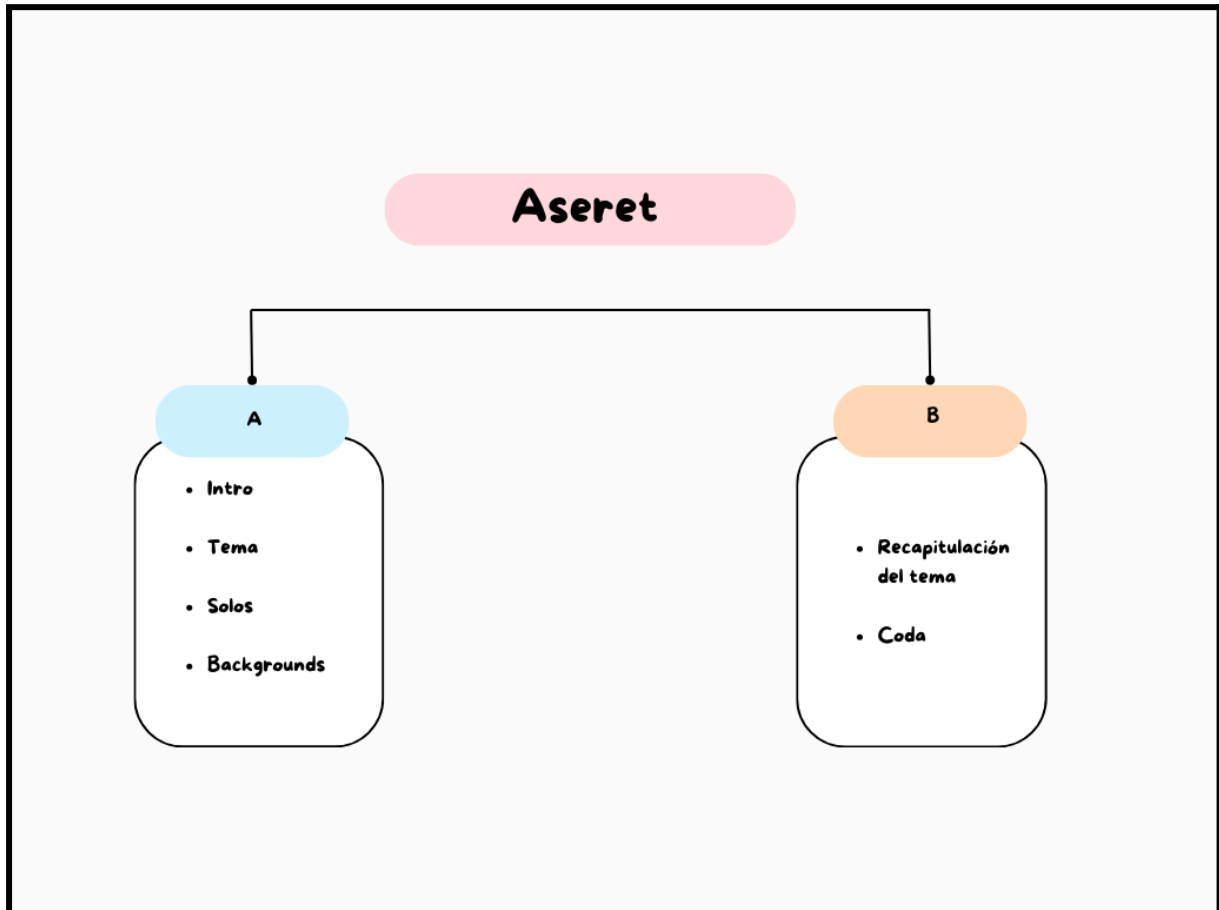 Aseret
A
• Intro
• Tema
• Solos
• Backgrounds
B
• Recapitulación
del tema
• Coda